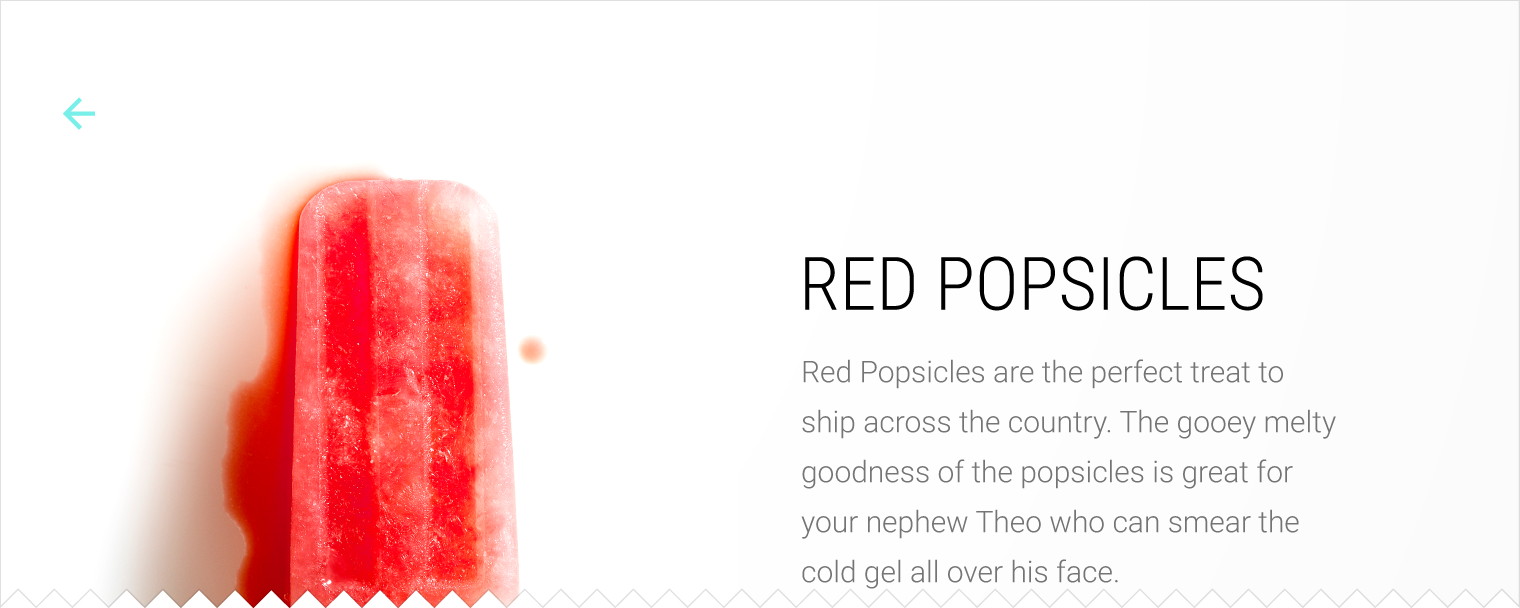 RED POPSICLES
Red Popsicles are the perfect treat to
ship across the country. The gooey melty
goodness of the popsicles is great for
your nephew Theo who can smear the
cold gel all over his face.